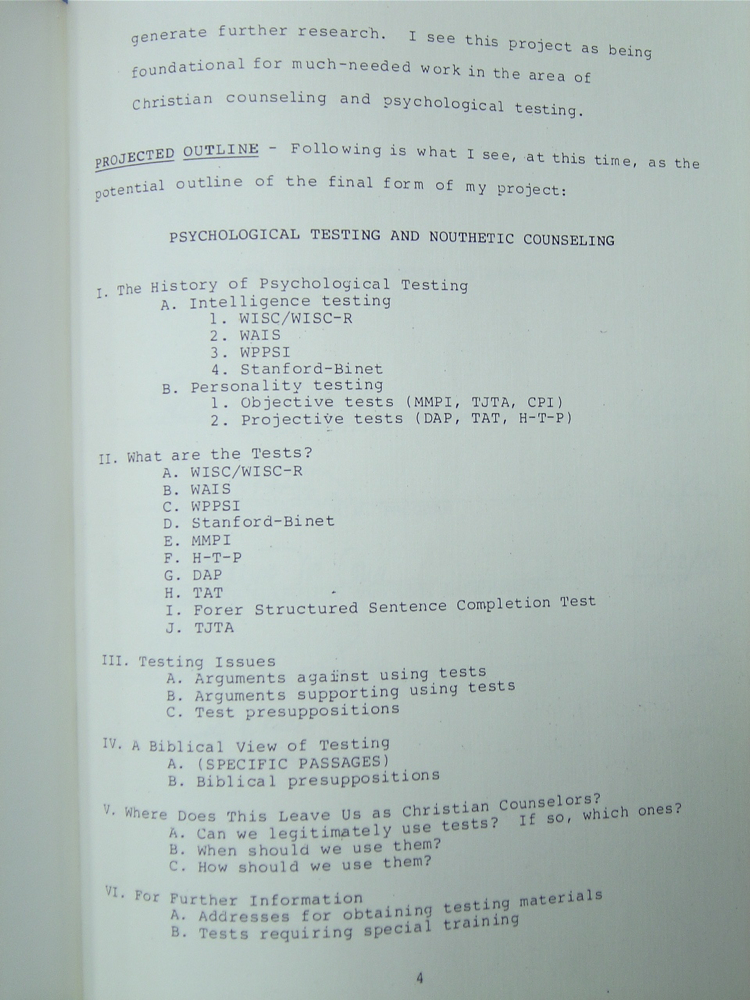 generate further research. I see this project as being
foundational for much-needed work in the area of
Christian counseling and psychological testing.
PROJECTED OUTLINE - Following is what I see, at this time, as the
potential outline of the final form of my project:
PSYCHOLOGICAL TESTING AND NOUTHETIC COUNSELING
I. The History of Psychological Testing
A. Intelligence testing
1. WISC/WISC-R
2. WAIS
3. WPPSI
4. Stanford-Binet
B. Personality testing
1. Objective tests (MMPI, TJTA, CPI)
2. Projective tests (DAP, TAT, H-T-P)
II. What are the Tests?
A. WISC/WISC-R
B. WAIS
C. WPPSI
D. Stanford-Binet
E. MMPI
F. H-T-P
G. DAP
H. TAT
I. Forer Structured Sentence Completion Test
J. TJTA
III. Testing Issues
A. Arguments against using tests
B. Arguments supporting using tests
C. Test presuppositions
IV. A Biblical View of Testing
A. (SPECIFIC PASSAGES)
B. Biblical presuppositions
V. Where Does This Leave Us as Christian Counselors?
A. Can we legitimately use tests? If so, which ones?
B. When should we use them?
C. How should we use them?
VI. For Further Information
A. Addresses for obtaining testing materials
B. Tests requiring special training
4